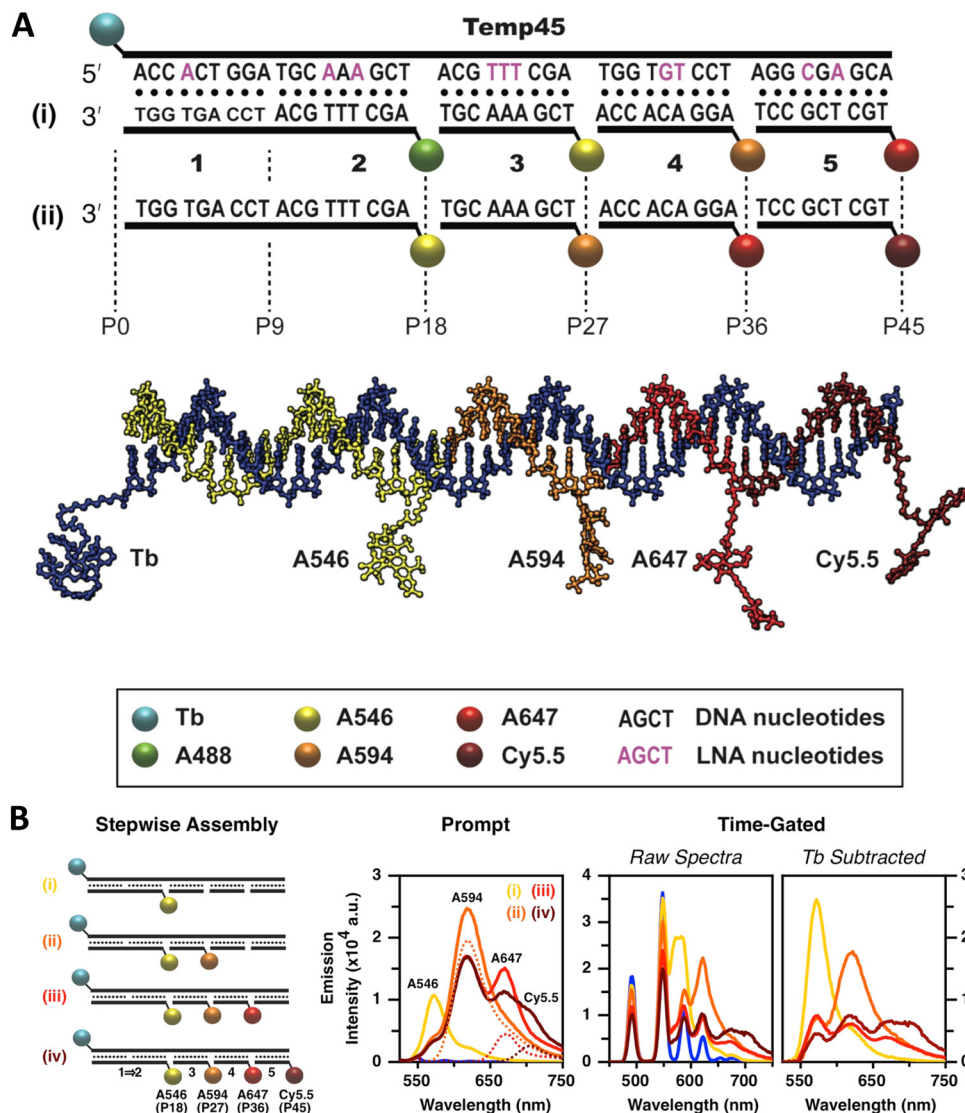 A
Temp45
5′ ACC ACT GGA TGC AAA GCT ACG TTT CGA TGG TGT CCT AGG CGA GCA
(i) 3′ TGG TGA CCT ACG TTT CGA TGC AAA GCT ACC ACA GGA TCC GCT CGT
1 2 3 4 5
(ii) 3′ TGG TGA CCT ACG TTT CGA TGC AAA GCT ACC ACA GGA TCC GCT CGT
P0 P9 P18 P27 P36 P45
Tb A546 A594 A647 Cy5.5
Tb A546 A647 AGCT DNA nucleotides
A488 A594 Cy5.5 AGCT LNA nucleotides
B
Stepwise Assembly
(i)
(ii)
(iii)
(iv)
1⇒2 3 4 5
A546 A594 A647 Cy5.5
(P18) (P27) (P36) (P45)
Prompt
Emission
Intensity (x10⁴ a.u.)
3
2
1
0
A594
(i) (iii)
(ii) (iv)
A647
A546
Cy5.5
550 650 750
Wavelength (nm)
Time-Gated
Raw Spectra
4
3
2
1
0
450 550 600 700
Wavelength (nm)
Tb Subtracted
3
2
1
0
550 650 750
Wavelength (nm)